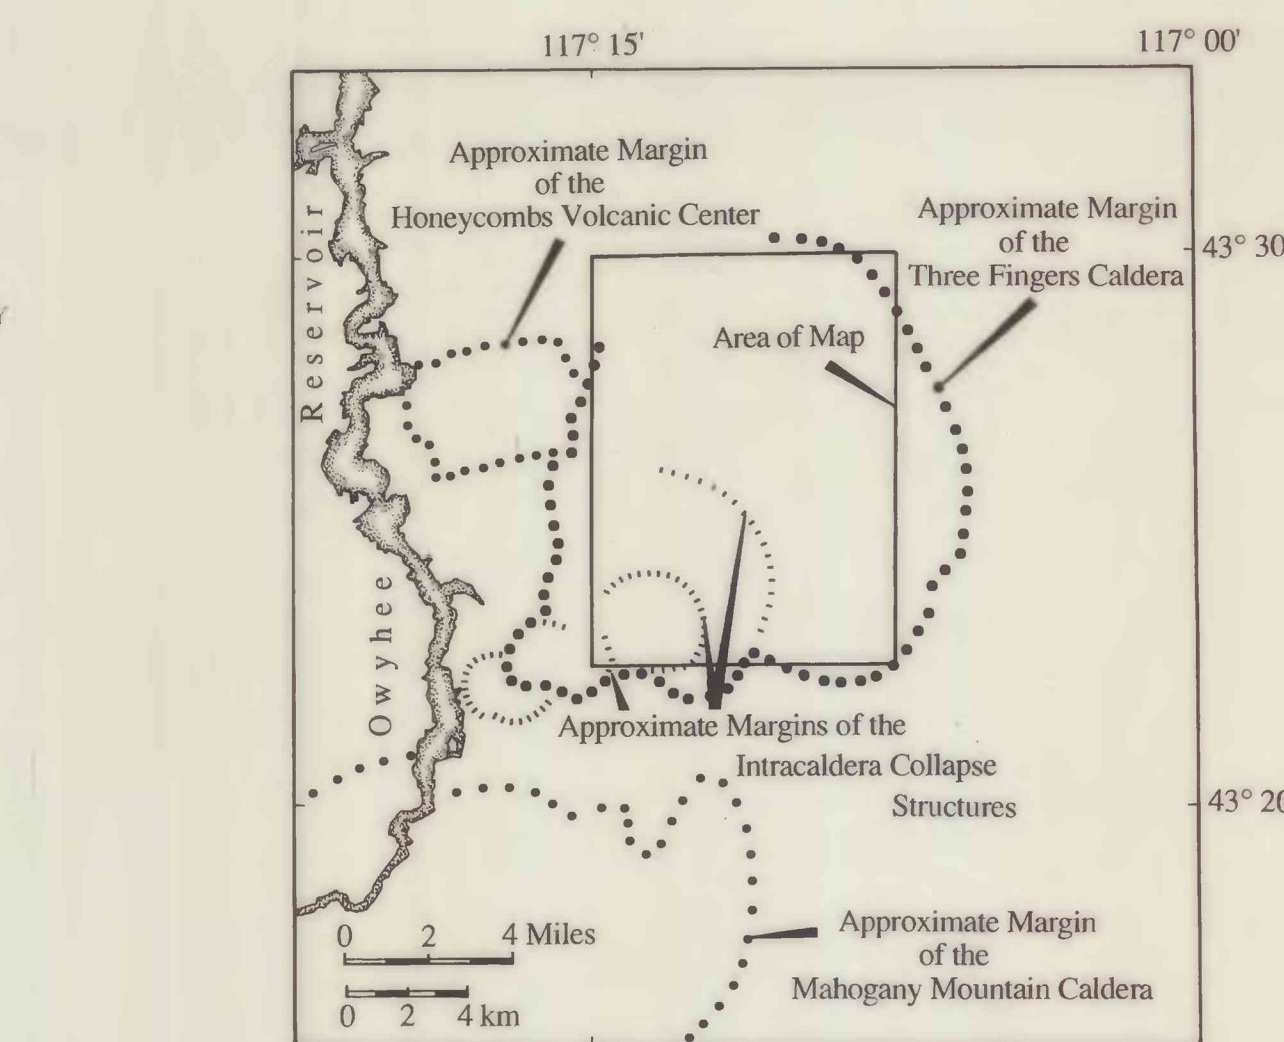 117° 15'
117° 00'
Approximate Margin
of the
Honeycombs Volcanic Center
Approximate Margin
of the
Three Fingers Caldera
43° 30
Reservoir
Area of Map
Owyhee
Approximate Margins of the
Intracaldera Collapse
Structures
43° 20
0 2 4 Miles
0 2 4 km
Approximate Margin
of the
Mahogany Mountain Caldera